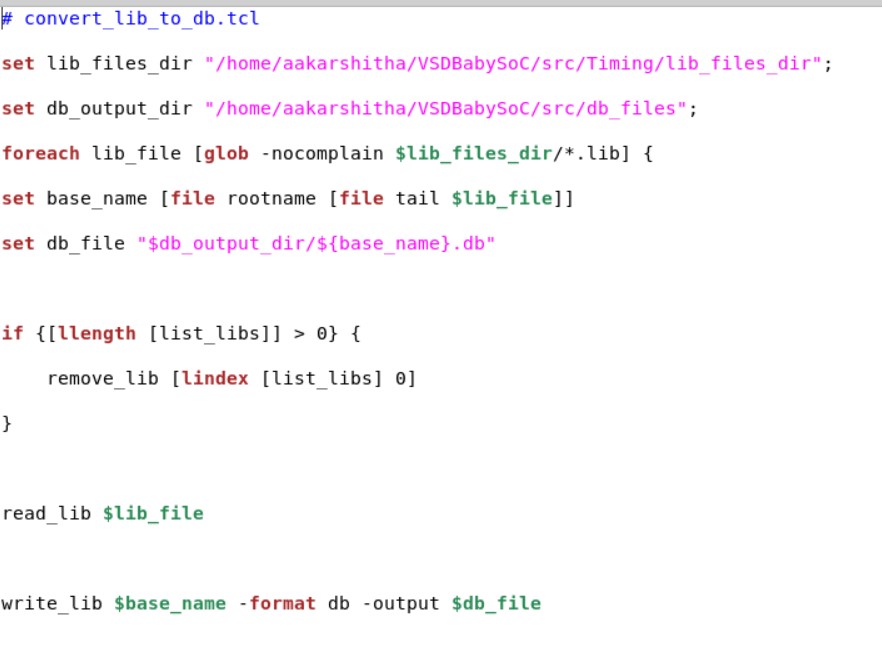 # convert_lib_to_db.tcl
set lib_files_dir "/home/aakarshitha/VSDBabySoC/src/Timing/lib_files_dir";
set db_output_dir "/home/aakarshitha/VSDBabySoC/src/db_files";
foreach lib_file [glob -nocomplain $lib_files_dir/*.lib] {
set base_name [file rootname [file tail $lib_file]]
set db_file "$db_output_dir/${base_name}.db"
if {[llength [list_libs]] > 0} {
    remove_lib [lindex [list_libs] 0]
}
read_lib $lib_file
write_lib $base_name -format db -output $db_file